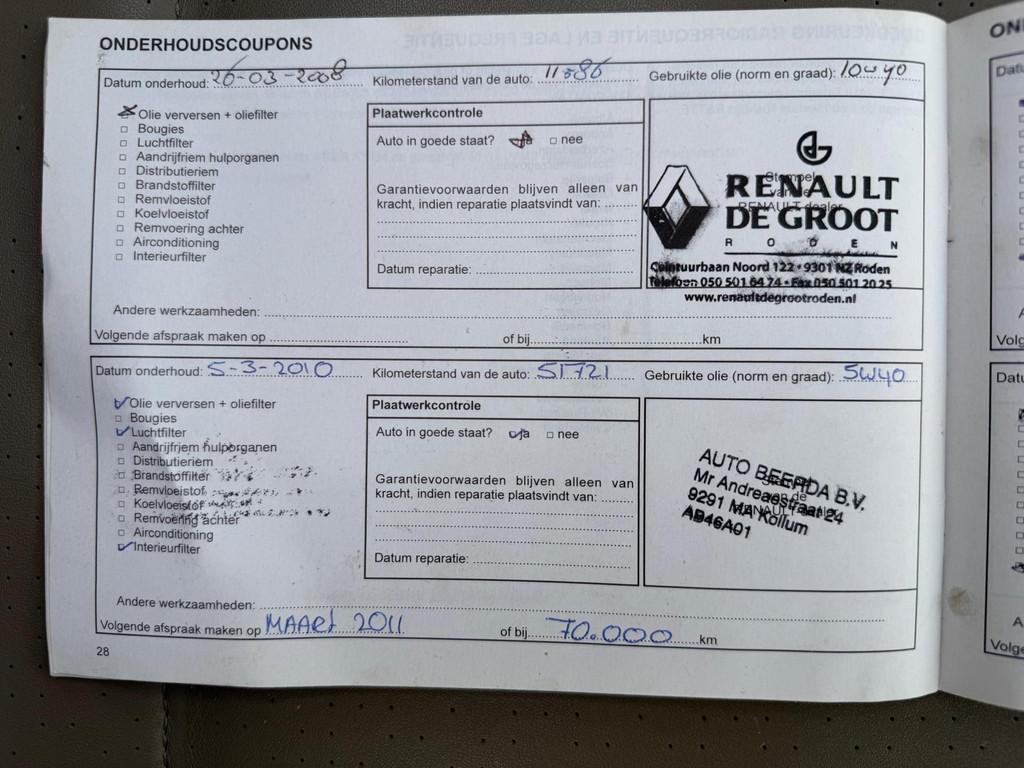 ONDERHOUDSCOUPONS
Datum onderhoud: 26-03-2008 Kilometerstand van de auto: Gebruikte olie (norm en graad): 10w40
Olie verversen + oliefilter
Bougies
Luchtfilter
Aandrijfriem hulporganen
Distributieriem
Brandstoffilter
Remvloeistof
Koelvloeistof
Remvoering achter
Airconditioning
Interieurfilter
Plaatwerkcontrole
Auto in goede staat? ja nee
Garantievoorwaarden blijven alleen van
kracht, indien reparatie plaatsvindt van:
Datum reparatie:
Stempel
van de
RENAULT dealer
RENAULT
DE GROOT
RODEN
Ceintuurbaan Noord 122 • 9301 NZ Roden
Telefoon 050 501 64 74 • Fax 050 501 20 25
www.renaultdegrootroden.nl
Andere werkzaamheden:
Volgende afspraak maken op of bij km
Datum onderhoud: 5-3-2010 Kilometerstand van de auto: 51721 Gebruikte olie (norm en graad): 5W40
Olie verversen + oliefilter
Bougies
Luchtfilter
Aandrijfriem hulporganen
Distributieriem
Brandstoffilter
Remvloeistof
Koelvloeistof
Remvoering achter
Airconditioning
Interieurfilter
Plaatwerkcontrole
Auto in goede staat? ja nee
Garantievoorwaarden blijven alleen van
kracht, indien reparatie plaatsvindt van:
Datum reparatie:
AUTO BEERDA B.V.
Mr Andreaestraat 24
9291 MA Kollum
AB46A01
Andere werkzaamheden:
Volgende afspraak maken op MAART 2011 of bij 70.000 km
28